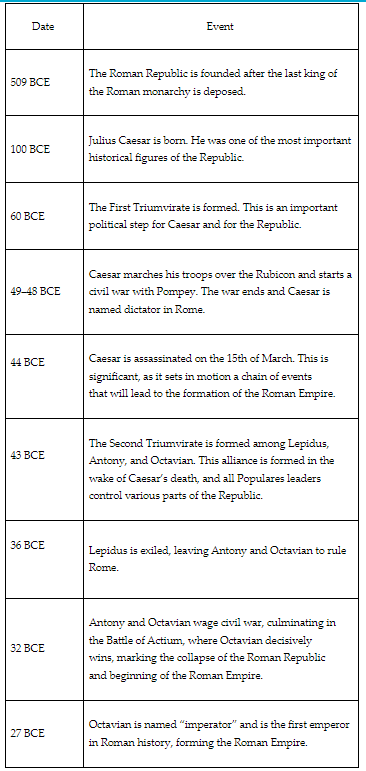 Date Event
509 BCE
The Roman Republic is founded after the last king of
the Roman monarchy is deposed.
100 BCE
Julius Caesar is born. He was one of the most important
historical figures of the Republic.
60 BCE
The First Triumvirate is formed. This is an important
political step for Caesar and for the Republic.
49–48 BCE
Caesar marches his troops over the Rubicon and starts a
civil war with Pompey. The war ends and Caesar is
named dictator in Rome.
44 BCE
Caesar is assassinated on the 15th of March. This is
significant, as it sets in motion a chain of events
that will lead to the formation of the Roman Empire.
43 BCE
The Second Triumvirate is formed among Lepidus,
Antony, and Octavian. This alliance is formed in the
wake of Caesar’s death, and all Populares leaders
control various parts of the Republic.
36 BCE
Lepidus is exiled, leaving Antony and Octavian to rule
Rome.
32 BCE
Antony and Octavian wage civil war, culminating in
the Battle of Actium, where Octavian decisively
wins, marking the collapse of the Roman Republic
and beginning of the Roman Empire.
27 BCE
Octavian is named “imperator” and is the first emperor
in Roman history, forming the Roman Empire.